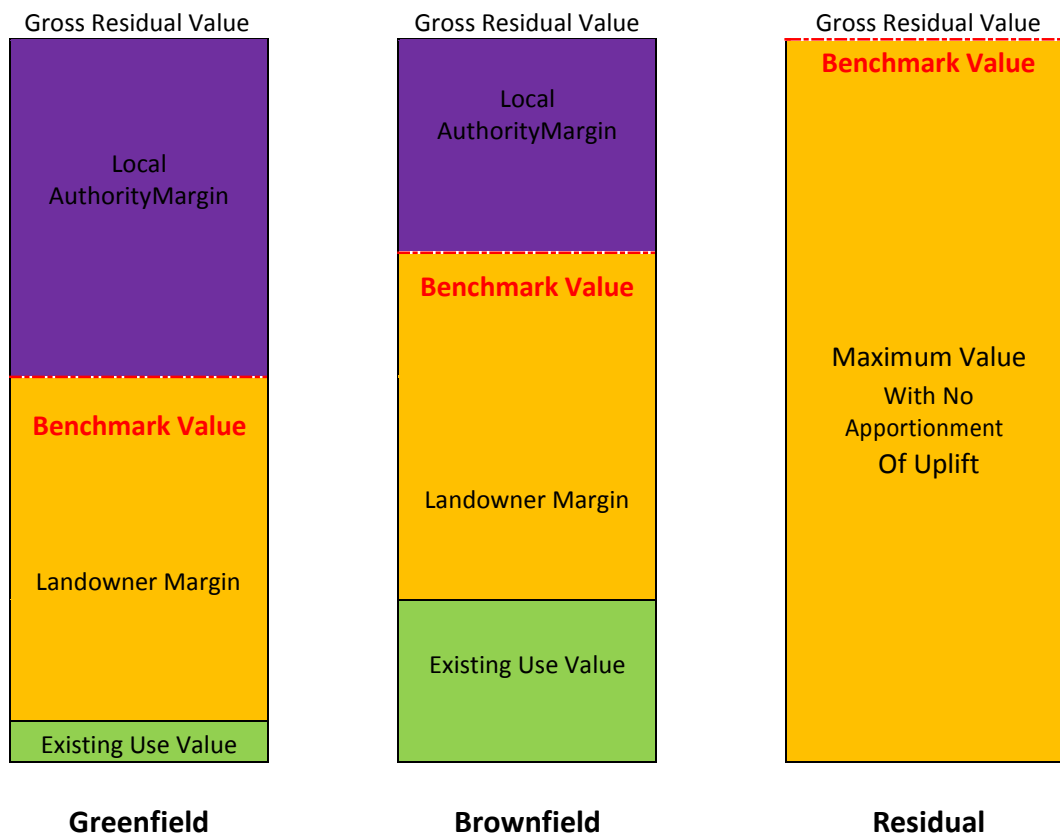 Gross Residual Value
Local
AuthorityMargin
Benchmark Value
Landowner Margin
Existing Use Value
Greenfield
Gross Residual Value
Local
AuthorityMargin
Benchmark Value
Landowner Margin
Existing Use Value
Brownfield
Gross Residual Value
Benchmark Value
Maximum Value
With No
Apportionment
Of Uplift
Residual